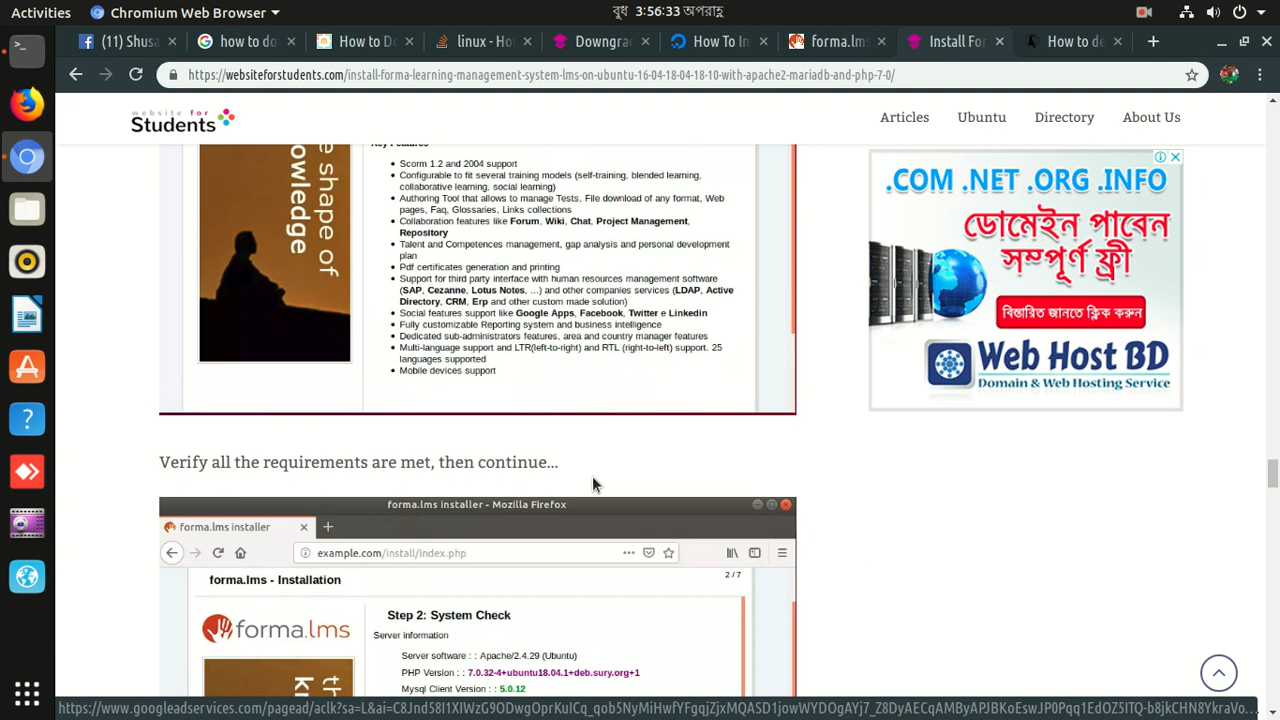 Activities
Chromium Web Browser
বুধ 3:56:33 অপরাহ্ন
(11) Shusa
how to do
How to D
linux - Ho
Downgra
How To In
forma.lms
Install For
How to de
https://websiteforstudents.com/install-forma-learning-management-system-lms-on-ubuntu-16-04-18-04-18-10-with-apache2-mariadb-and-php-7-0/
website for
Students
Articles
Ubuntu
Directory
About Us
e shape of
owledge
Key Features
Scorm 1.2 and 2004 support
Configurable to fit several training models (self-training, blended learning,
collaborative learning, social learning)
Authoring Tool that allows to manage Tests, File download of any format, Web
pages, Faq, Glossaries, Links collections
Collaboration features like Forum, Wiki, Chat, Project Management,
Repository
Talent and Competences management, gap analysis and personal development
plan
Pdf certificates generation and printing
Support for third party interface with human resources management software
(SAP, Cezanne, Lotus Notes, ...) and other companies services (LDAP, Active
Directory, CRM, Erp and other custom made solution)
Social features support like Google Apps, Facebook, Twitter e Linkedin
Fully customizable Reporting system and business intelligence
Dedicated sub-administrators features, area and country manager features
Multi-language support and LTR(left-to-right) and RTL (right-to-left) support. 25
languages supported
Mobile devices support
.COM .NET .ORG .INFO
ডোমেইন পাবেন
সম্পূর্ণ ফ্রী
বিস্তারিত জানতে ক্লিক করুন
Web Host BD
Domain & Web Hosting Service
Verify all the requirements are met, then continue...
forma.lms installer - Mozilla Firefox
forma.lms installer
example.com/install/index.php
forma.lms - Installation
2 / 7
forma.lms
Step 2: System Check
Server information
Server software : : Apache/2.4.29 (Ubuntu)
PHP Version : : 7.0.32-4+ubuntu18.04.1+deb.sury.org+1
Mysql Client Version : : 5.0.12
th
k